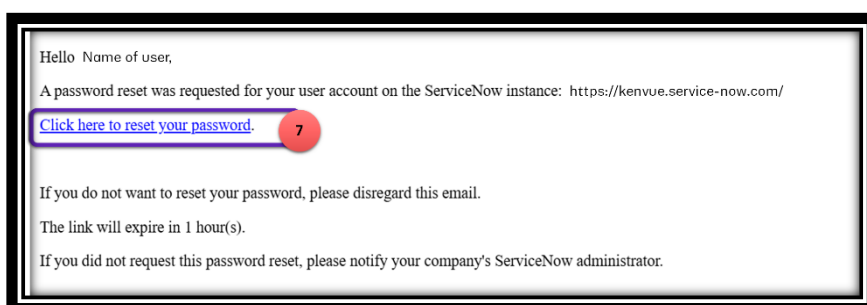 Hello Name of user,
A password reset was requested for your user account on the ServiceNow instance: https://kenvue.service-now.com/
Click here to reset your password.
7
If you do not want to reset your password, please disregard this email.
The link will expire in 1 hour(s).
If you did not request this password reset, please notify your company's ServiceNow administrator.